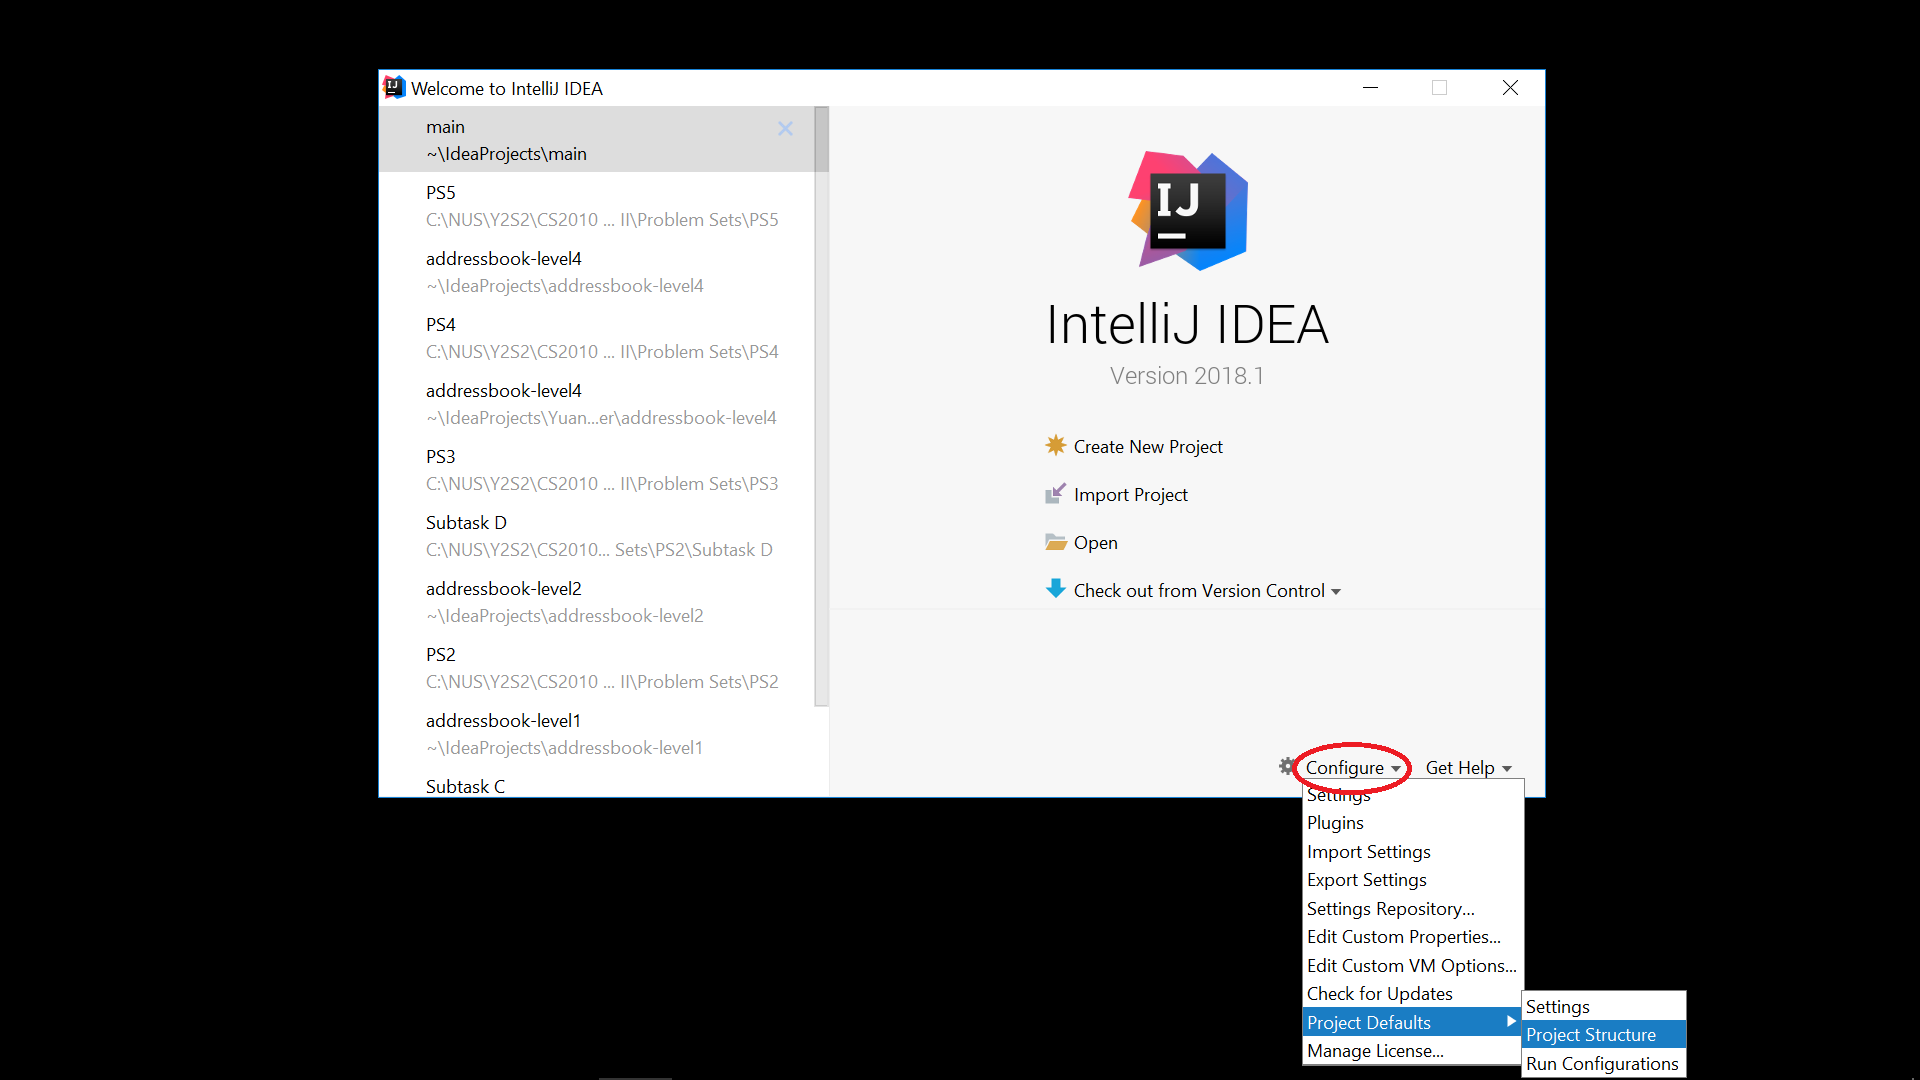 Welcome to IntelliJ IDEA
main
~\IdeaProjects\main
PS5
C:\NUS\Y2S2\CS2010 ... II\Problem Sets\PS5
addressbook-level4
~\IdeaProjects\addressbook-level4
PS4
C:\NUS\Y2S2\CS2010 ... II\Problem Sets\PS4
addressbook-level4
~\IdeaProjects\Yuan...er\addressbook-level4
PS3
C:\NUS\Y2S2\CS2010 ... II\Problem Sets\PS3
Subtask D
C:\NUS\Y2S2\CS2010... Sets\PS2\Subtask D
addressbook-level2
~\IdeaProjects\addressbook-level2
PS2
C:\NUS\Y2S2\CS2010 ... II\Problem Sets\PS2
addressbook-level1
~\IdeaProjects\addressbook-level1
Subtask C
IJ
IntelliJ IDEA
Version 2018.1
Create New Project
Import Project
Open
Check out from Version Control
Configure
Get Help
Settings
Plugins
Import Settings
Export Settings
Settings Repository...
Edit Custom Properties...
Edit Custom VM Options...
Check for Updates
Project Defaults
Manage License...
Settings
Project Structure
Run Configurations